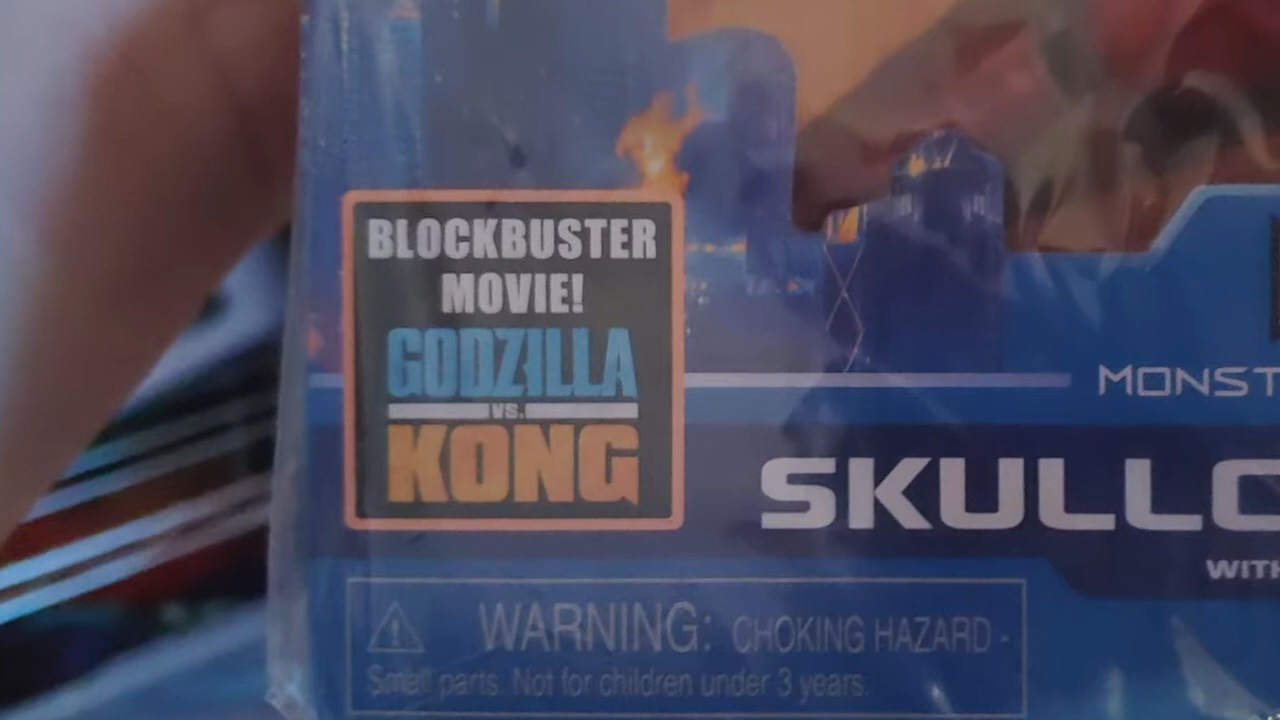 BLOCKBUSTER
MOVIE!
GODZILLA
VS.
KONG
MONST
SKULLC
WITH
WARNING: CHOKING HAZARD -
Small parts. Not for children under 3 years.